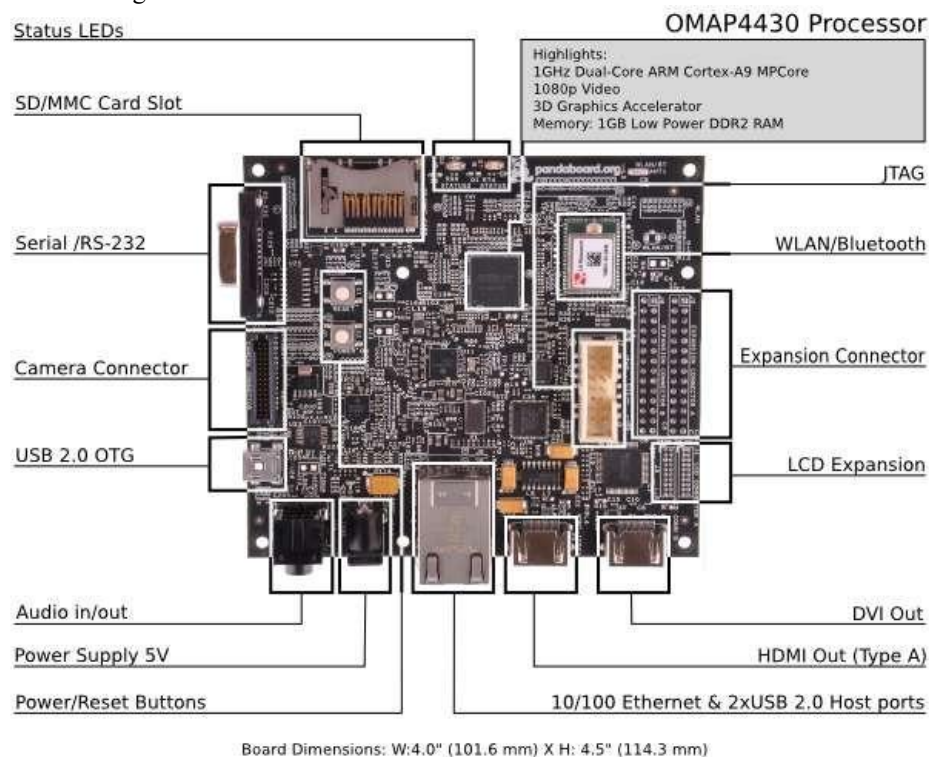 Status LEDs
OMAP4430 Processor
Highlights:
1GHz Dual-Core ARM Cortex-A9 MPCore
1080p Video
3D Graphics Accelerator
Memory: 1GB Low Power DDR2 RAM
SD/MMC Card Slot
pandaboard.org
JTAG
Serial /RS-232
WLAN/Bluetooth
RESET
Camera Connector
Expansion Connector
USB 2.0 OTG
LCD Expansion
Audio in/out
DVI Out
Power Supply 5V
HDMI Out (Type A)
Power/Reset Buttons
10/100 Ethernet & 2xUSB 2.0 Host ports
Board Dimensions: W:4.0" (101.6 mm) X H: 4.5" (114.3 mm)